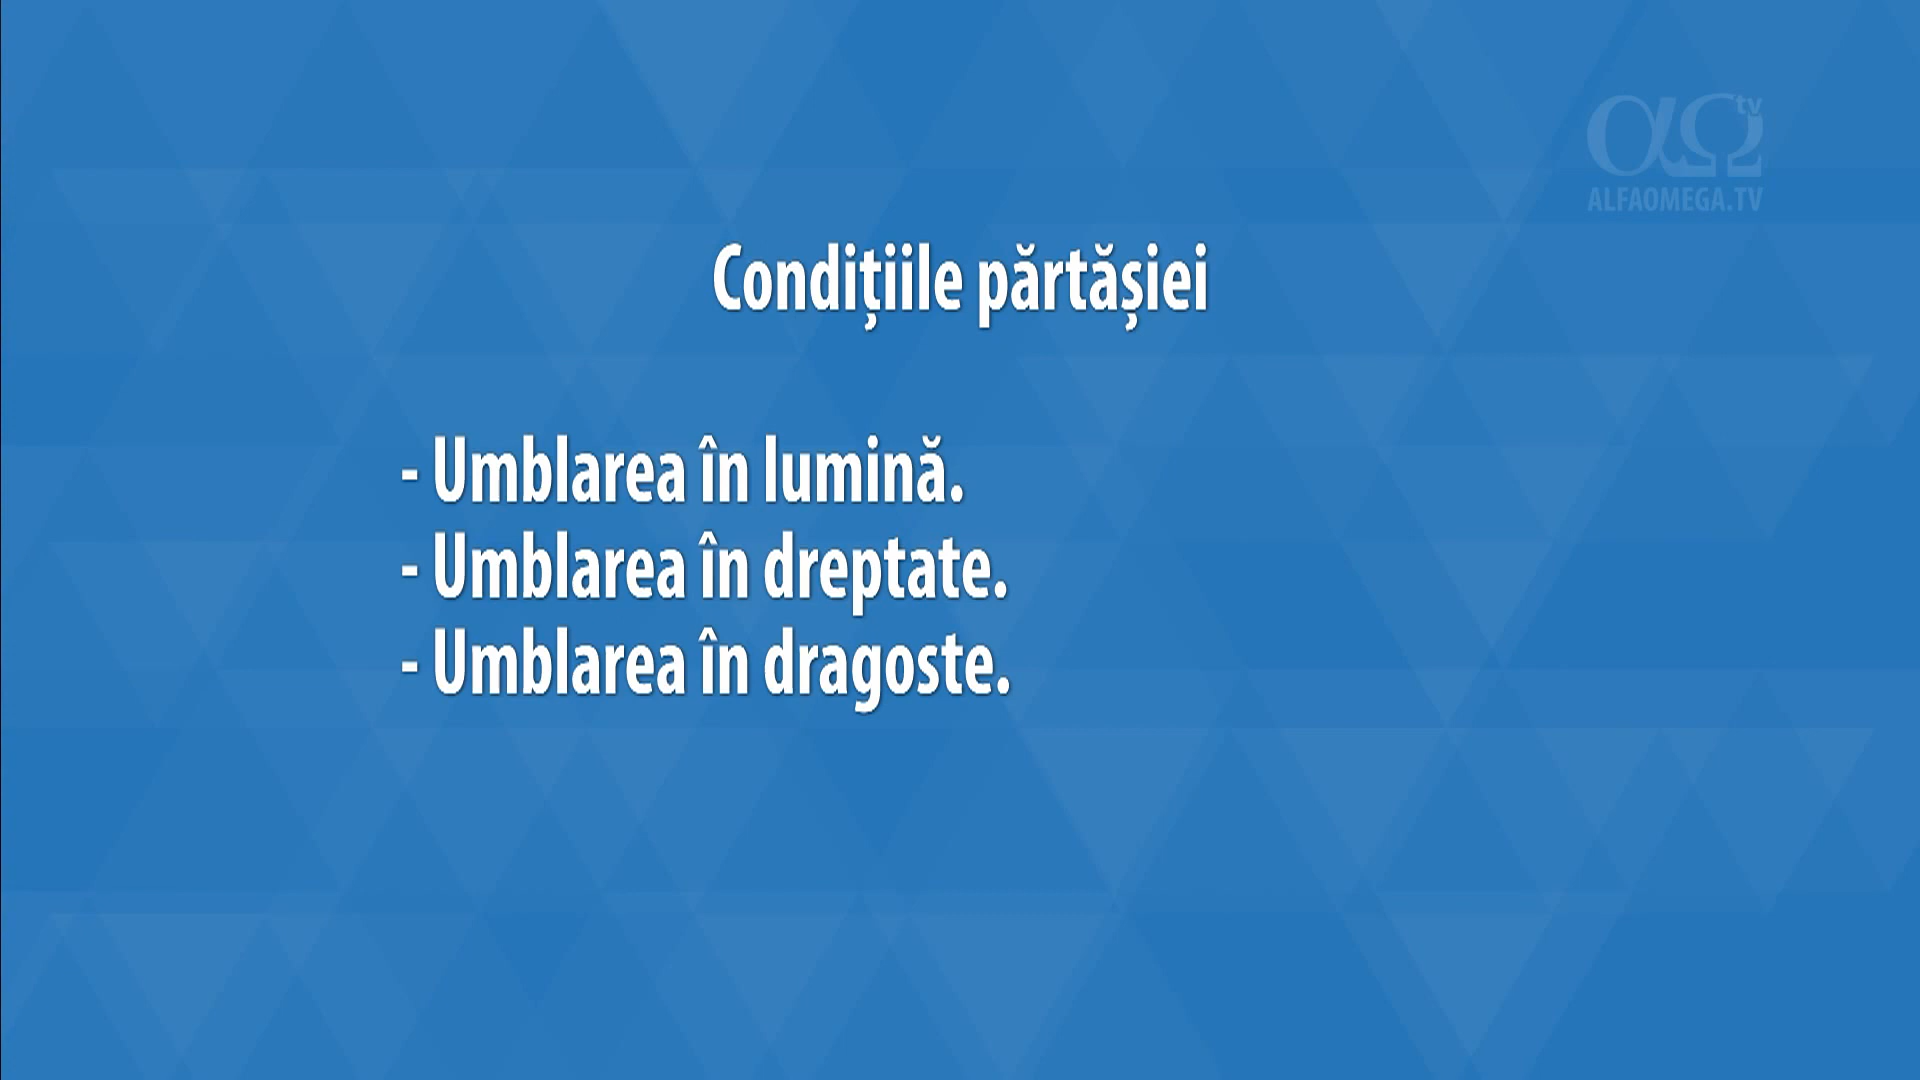 αΩ tv
ALFAOMEGA.TV
Condițiile părtășiei
- Umblarea în lumină.
- Umblarea în dreptate.
- Umblarea în dragoste.